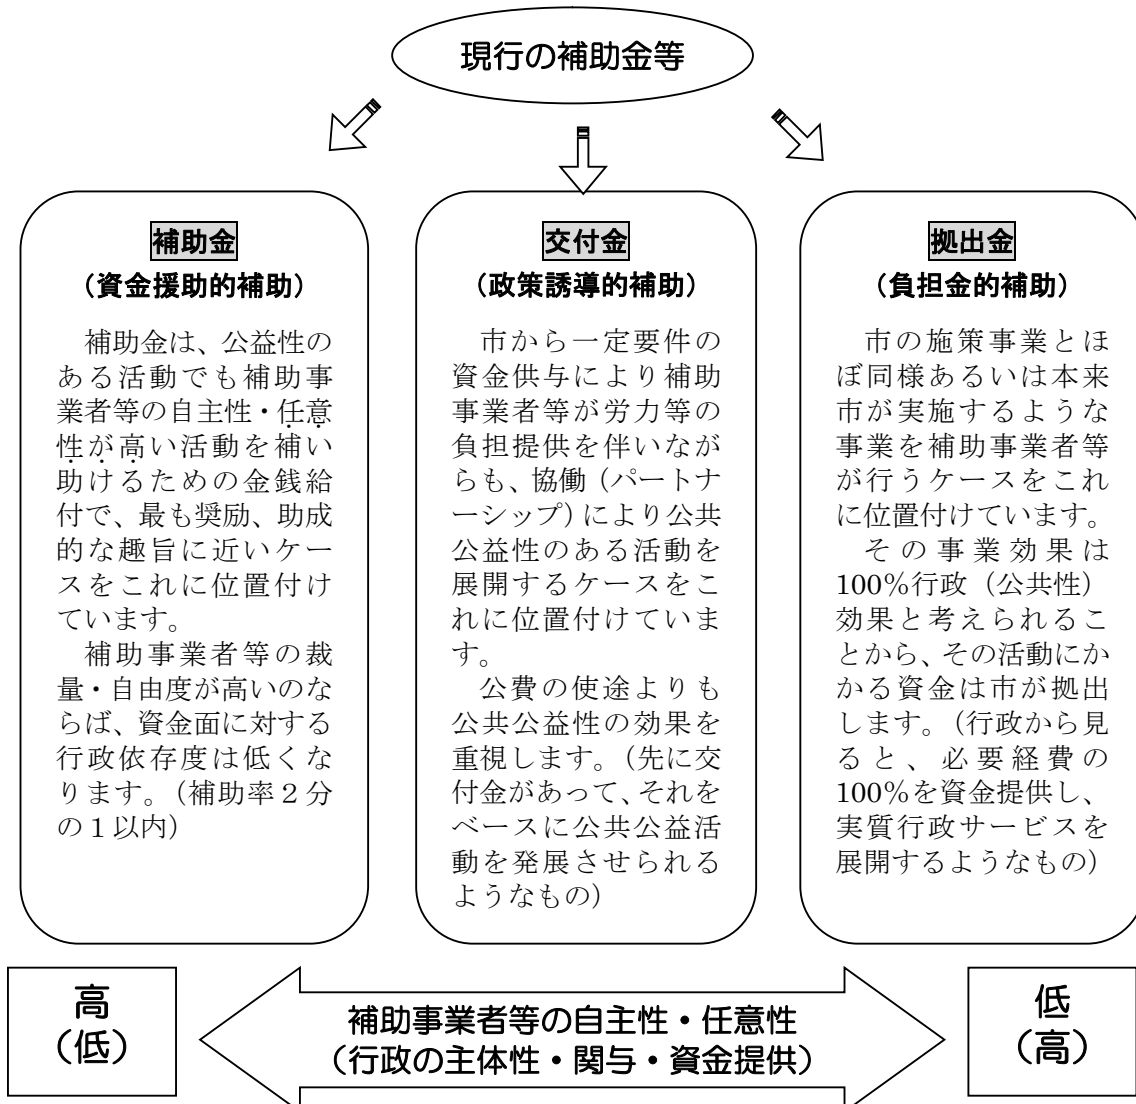 現行の補助金等
補助金
（資金援助的補助）
補助金は、公益性の
ある活動でも補助事
業者等の自主性・任意
性が高い活動を補い
助けるための金銭給
付で、最も奨励、助成
的な趣旨に近いケー
スをこれに位置付け
ています。
補助事業者等の裁
量・自由度が高いのな
らば、資金面に対する
行政依存度は低くな
ります。（補助率２分
の１以内）
交付金
（政策誘導的補助）
市から一定要件の
資金供与により補助
事業者等が労力等の
負担提供を伴いなが
らも、協働（パートナ
ーシップ）により公共
公益性のある活動を
展開するケースをこ
れに位置付けていま
す。
公費の使途よりも
公共公益性の効果を
重視します。（先に交
付金があって、それを
ベースに公共公益活
動を発展させられる
ようなもの）
拠出金
（負担金的補助）
市の施策事業とほ
ぼ同様あるいは本来
市が実施するような
事業を補助事業者等
が行うケースをこれ
に位置付けています。
その事業効果は
100％行政（公共性）
効果と考えられるこ
とから、その活動にか
かる資金は市が拠出
します。（行政から見
ると、必要経費の
100％を資金提供し、
実質行政サービスを
展開するようなもの）
高
（低）
補助事業者等の自主性・任意性
（行政の主体性・関与・資金提供）
低
（高）